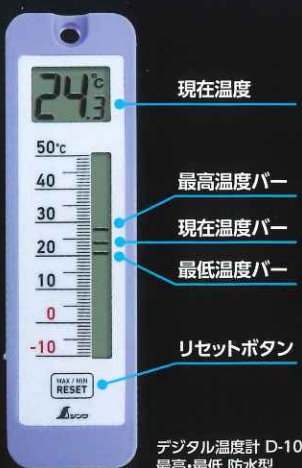 24.3℃
現在温度
50℃
40
最高温度バー
30
現在温度バー
20
最低温度バー
10
0
リセットボタン
-10
MAX / MIN
RESET
シンワ
デジタル温度計 D-10
最高・最低 防水型